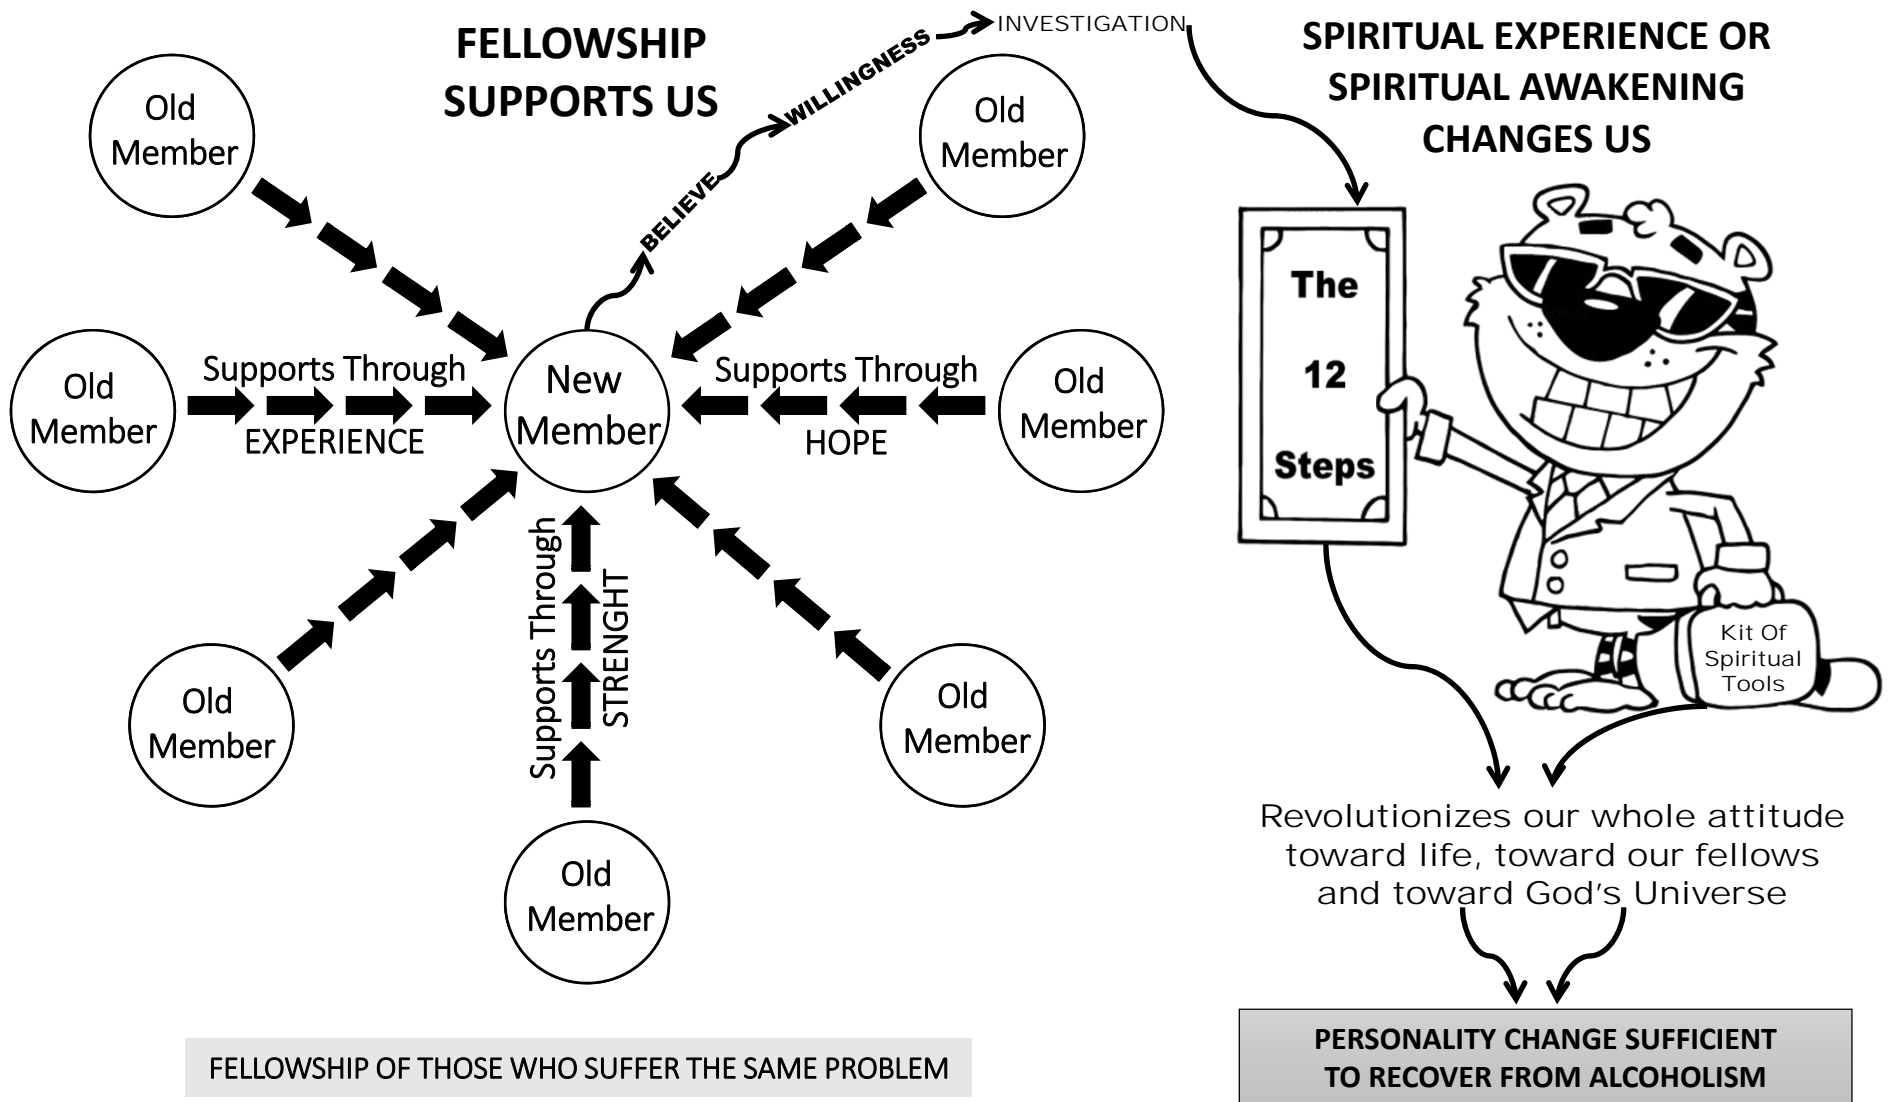 FELLOWSHIP
SUPPORTS US
BELIEVE
WILLINGNESS
INVESTIGATION
SPIRITUAL EXPERIENCE OR
SPIRITUAL AWAKENING
CHANGES US
Old
Member
Old
Member
Old
Member
Supports Through
EXPERIENCE
New
Member
Supports Through
HOPE
Old
Member
Supports Through
STRENGHT
Old
Member
Old
Member
Old
Member
FELLOWSHIP OF THOSE WHO SUFFER THE SAME PROBLEM
The
12
Steps
Kit Of
Spiritual
Tools
Revolutionizes our whole attitude
toward life, toward our fellows
and toward God's Universe
PERSONALITY CHANGE SUFFICIENT
TO RECOVER FROM ALCOHOLISM